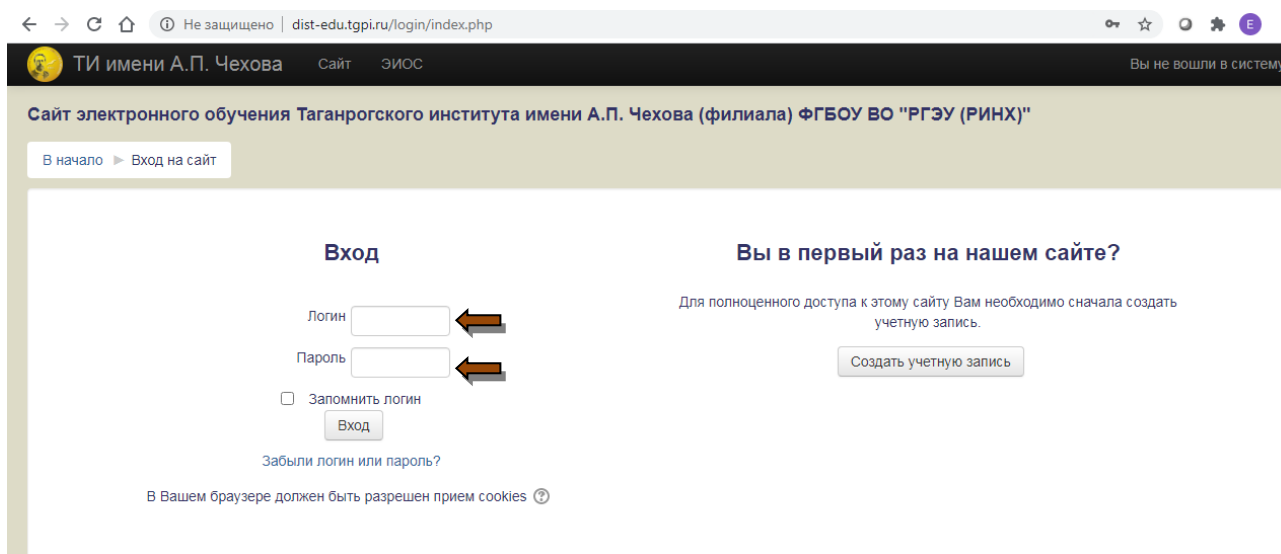 Не защищено | dist-edu.tgpi.ru/login/index.php
E
ТИ имени А.П. Чехова Сайт ЭИОС Вы не вошли в систему
Сайт электронного обучения Таганрогского института имени А.П. Чехова (филиала) ФГБОУ ВО "РГЭУ (РИНХ)"
В начало ► Вход на сайт
Вход
Логин
Пароль
Запомнить логин
Вход
Забыли логин или пароль?
В Вашем браузере должен быть разрешен прием cookies ?
Вы в первый раз на нашем сайте?
Для полноценного доступа к этому сайту Вам необходимо сначала создать
учетную запись.
Создать учетную запись